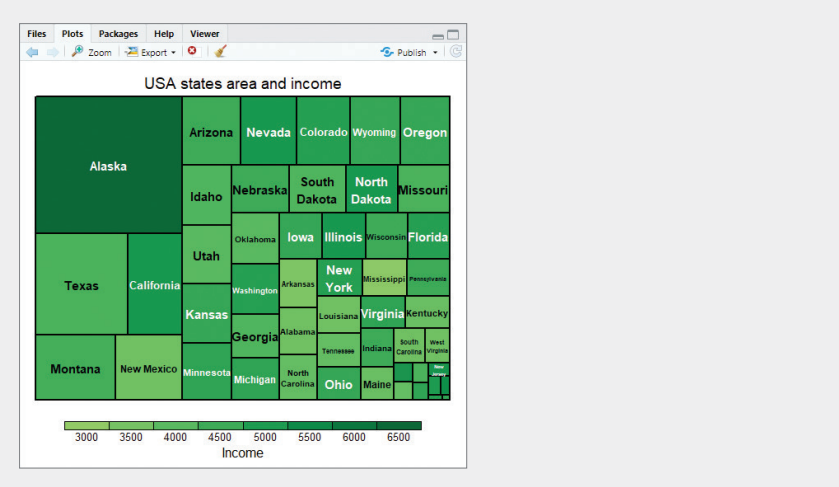 Files Plots Packages Help Viewer
Zoom Export Publish
USA states area and income
Alaska
Arizona
Nevada
Colorado
Wyoming
Oregon
Idaho
Nebraska
South
Dakota
North
Dakota
Missouri
Utah
Oklahoma
Iowa
Illinois
Wisconsin
Florida
Texas
California
Washington
Arkansas
New
York
Mississippi
Pennsylvania
Kansas
Georgia
Alabama
Louisiana
Virginia
Kentucky
Tennessee
Indiana
South
Carolina
West
Virginia
Montana
New Mexico
Minnesota
Michigan
North
Carolina
Ohio
Maine
New
Jersey
3000 3500 4000 4500 5000 5500 6000 6500
Income